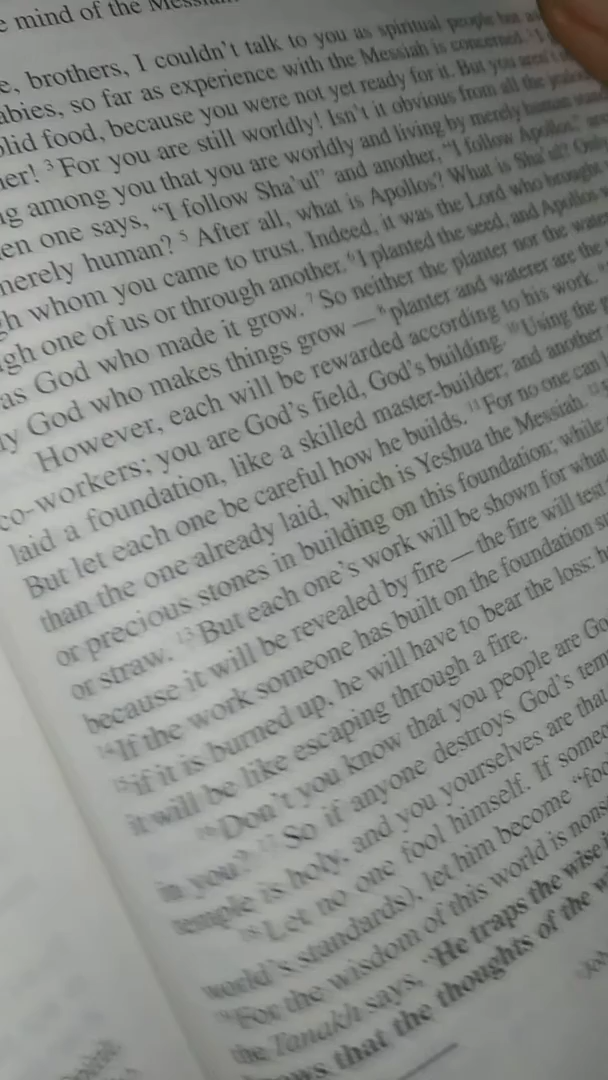 e mind of the Messiah.
e, brothers, I couldn't talk to you as spiritual people but as
abies, so far as experience with the Messiah is concerned. ² I
olid food, because you were not yet ready for it. But you aren't
her! ³ For you are still worldly! Isn't it obvious from all the
ng among you that you are worldly and living by merely human
en one says, "I follow Sha'ul" and another, "I follow Apollos,"
merely human? ⁵ After all, what is Apollos? What is Sha'ul? Only
gh whom you came to trust. Indeed, it was the Lord who brought
ugh one of us or through another. ⁶ I planted the seed, and Apollos
as God who made it grow. ⁷ So neither the planter nor the water
ly God who makes things grow — ⁸ planter and waterer are the
However, each will be rewarded according to his work. ⁹
co-workers; you are God's field, God's building. ¹⁰ Using the
laid a foundation, like a skilled master-builder; and another
But let each one be careful how he builds. ¹¹ For no one can
than the one already laid, which is Yeshua the Messiah. ¹²
or precious stones in building on this foundation; while
or straw. ¹³ But each one's work will be shown for what
because it will be revealed by fire — the fire will test
¹⁴ If the work someone has built on the foundation
¹⁵ if it is burned up, he will have to bear the loss: h
it will be like escaping through a fire.
¹⁶ Don't you know that you people are Go
in you? ¹⁷ So if anyone destroys God's tem
temple is holy, and you yourselves are that
¹⁸ Let no one fool himself. If some
world's standards), let him become "foo
¹⁹ For the wisdom of this world is nons
the Tanakh says, "He traps the wise i
ows that the thoughts of the w